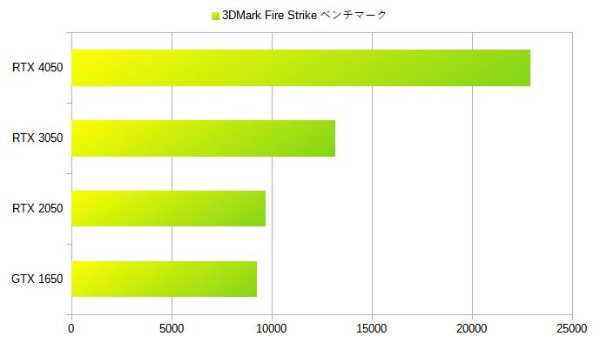 3DMark Fire Strike ベンチマーク
RTX 4050
RTX 3050
RTX 2050
GTX 1650
0 5000 10000 15000 20000 25000